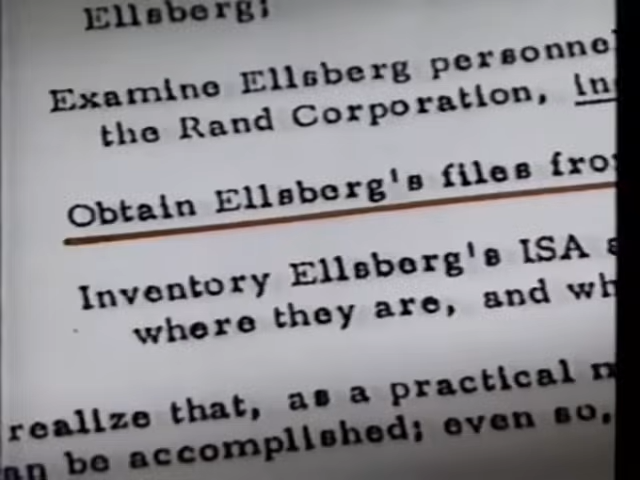 Ellsberg;
Examine Ellsberg personne
the Rand Corporation, in
Obtain Ellsberg's files fro
Inventory Ellsberg's ISA
where they are, and wh
realize that, as a practical
an be accomplished; even so,